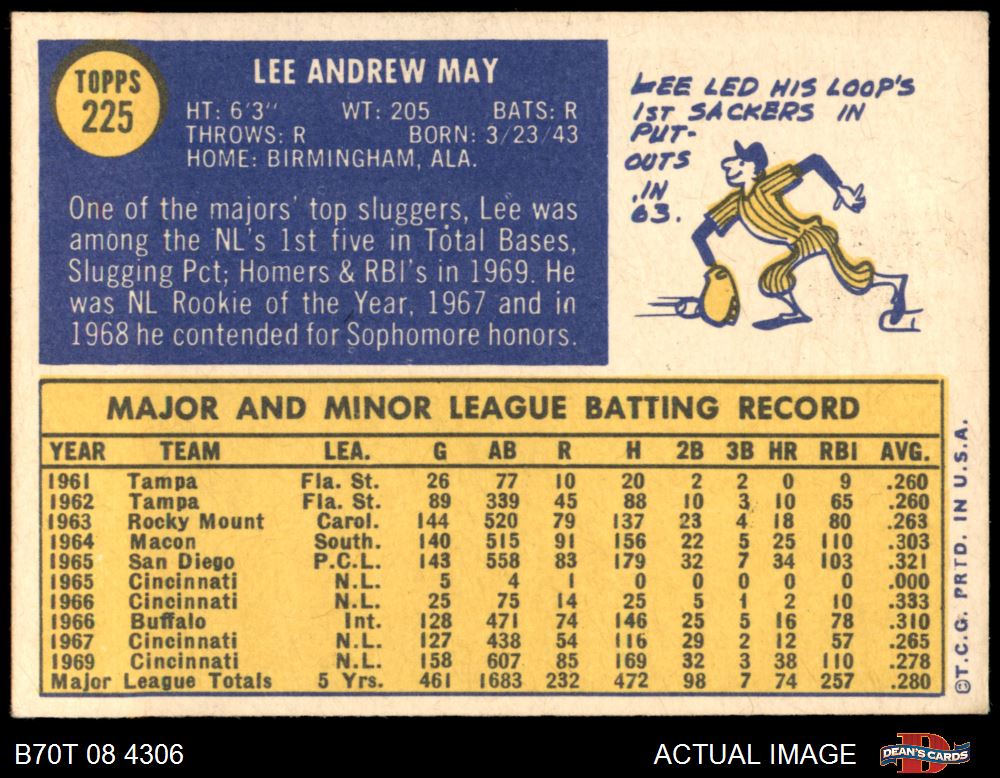 TOPPS
225
LEE ANDREW MAY
HT: 6'3" WT: 205 BATS: R
THROWS: R BORN: 3/23/43
HOME: BIRMINGHAM, ALA.
One of the majors' top sluggers, Lee was
among the NL's 1st five in Total Bases,
Slugging Pct; Homers & RBI's in 1969. He
was NL Rookie of the Year, 1967 and in
1968 he contended for Sophomore honors.
LEE LED HIS LOOP'S
1ST SACKERS IN
PUT-
OUTS
IN
63.
MAJOR AND MINOR LEAGUE BATTING RECORD
YEAR TEAM LEA. G AB R H 2B 3B HR RBI AVG.
1961 Tampa Fla. St. 26 77 10 20 2 2 0 9 .260
1962 Tampa Fla. St. 89 339 45 88 10 3 10 65 .260
1963 Rocky Mount Carol. 144 520 79 137 23 4 18 80 .263
1964 Macon South. 140 515 91 156 22 5 25 110 .303
1965 San Diego P.C.L. 143 558 83 179 32 7 34 103 .321
1965 Cincinnati N.L. 5 4 1 0 0 0 0 0 .000
1966 Cincinnati N.L. 25 75 14 25 5 1 2 10 .333
1966 Buffalo Int. 128 471 74 146 25 5 16 78 .310
1967 Cincinnati N.L. 127 438 54 116 29 2 12 57 .265
1969 Cincinnati N.L. 158 607 85 169 32 3 38 110 .278
Major League Totals 5 Yrs. 461 1683 232 472 98 7 74 257 .280
©T.C.G. PRTD. IN U.S.A.
B70T 08 4306
ACTUAL IMAGE
DEAN'S CARDS